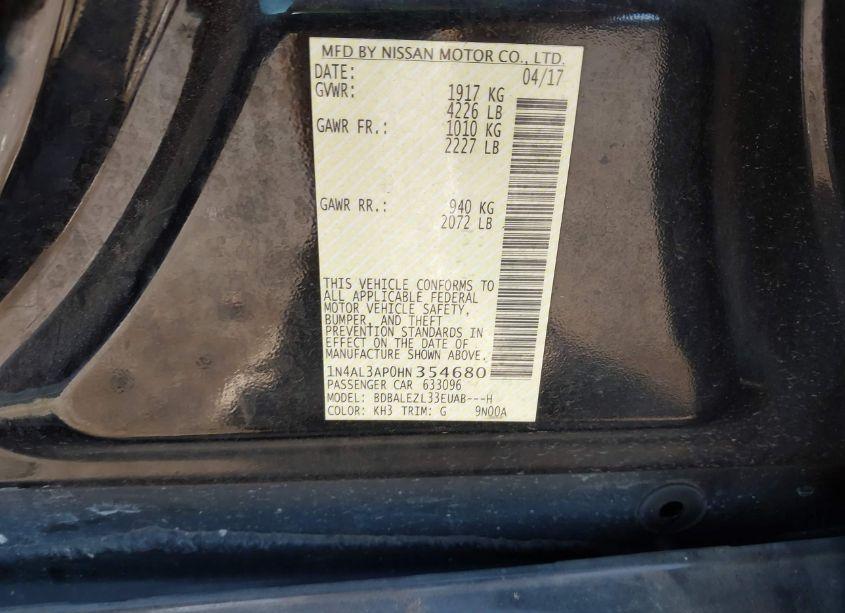 MFD BY NISSAN MOTOR CO., LTD.
DATE: 04/17
GVWR: 1917 KG
4226 LB
GAWR FR.: 1010 KG
2227 LB
GAWR RR.: 940 KG
2072 LB
THIS VEHICLE CONFORMS TO
ALL APPLICABLE FEDERAL
MOTOR VEHICLE SAFETY,
BUMPER, AND THEFT
PREVENTION STANDARDS IN
EFFECT ON THE DATE OF
MANUFACTURE SHOWN ABOVE.
1N4AL3AP0HN354680
PASSENGER CAR 633096
MODEL: BDBALEZL33EUAB---H
COLOR: KH3 TRIM: G 9N00A